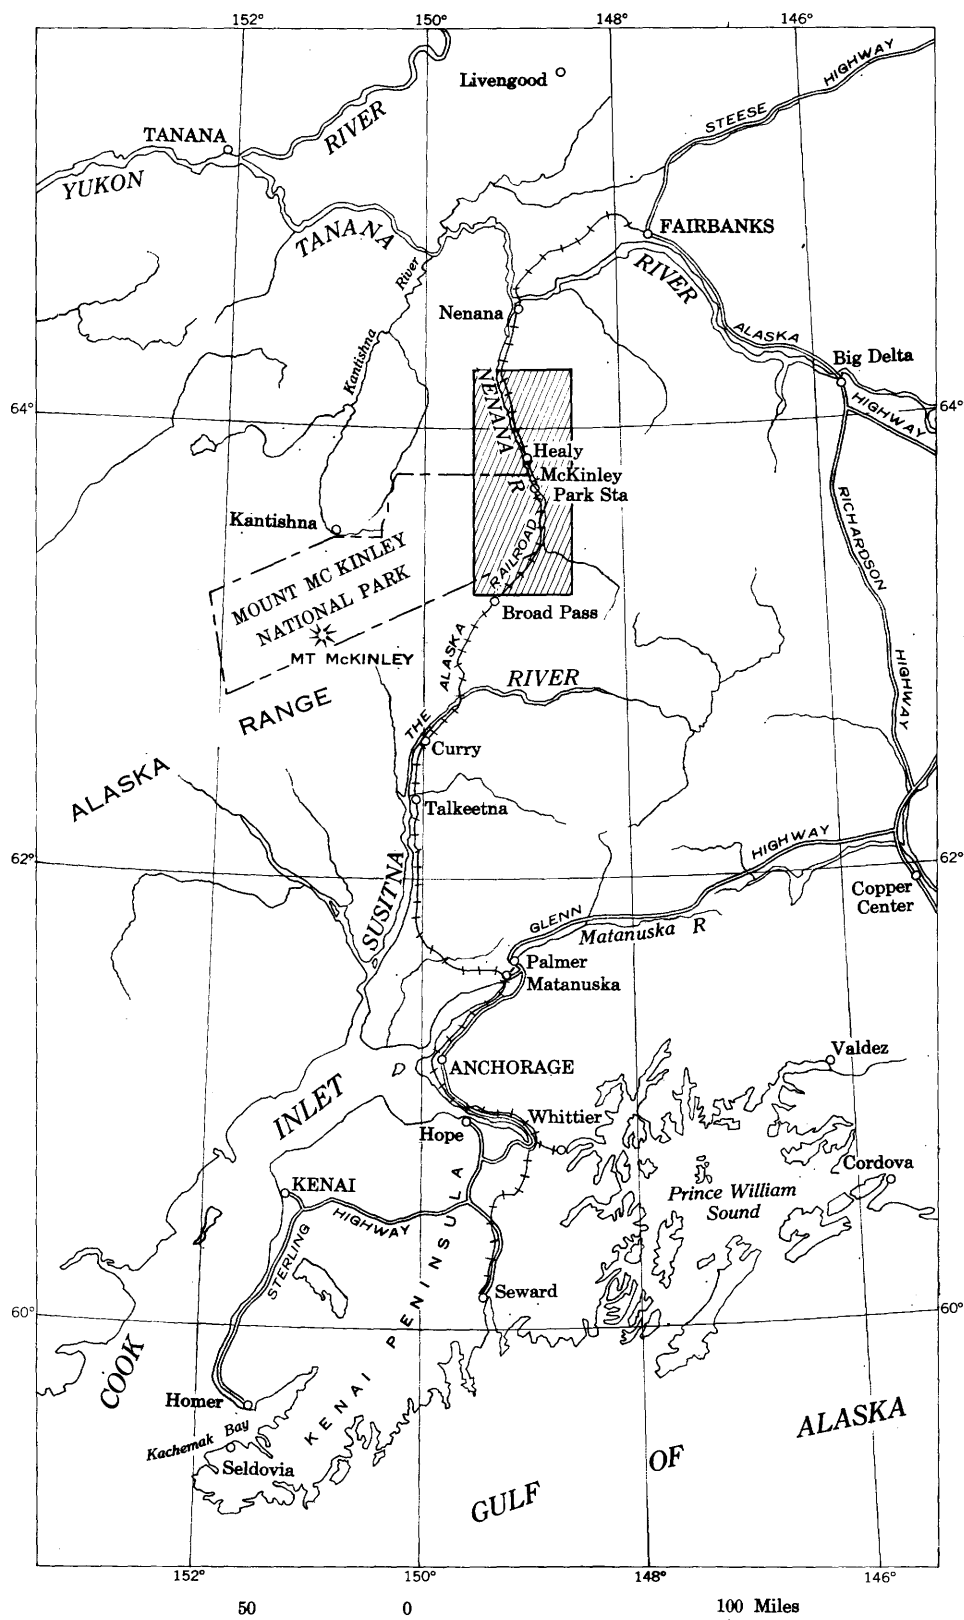 152° 150° 148° 146°
Livengood
STEESE HIGHWAY
TANANA
RIVER
YUKON
TANANA
FAIRBANKS
RIVER
River
Kantishna
Nenana
ALASKA
Big Delta
HIGHWAY
64° 64°
NENANA R
Healy
McKinley
Park Sta
RICHARDSON
HIGHWAY
Kantishna
MOUNT MC KINLEY
NATIONAL PARK
MT McKINLEY
THE ALASKA RAILROAD
Broad Pass
RIVER
ALASKA RANGE
Curry
Talkeetna
62° 62°
SUSITNA
GLENN HIGHWAY
Copper
Center
Matanuska R
Palmer
Matanuska
ANCHORAGE
Valdez
INLET
Hope
Whittier
Cordova
KENAI
Prince William
Sound
STERLING HIGHWAY
KENAI PENINSULA
Seward
60° 60°
COOK
Homer
Kachemak Bay
Seldovia
GULF OF ALASKA
152° 150° 148° 146°
50 0 100 Miles